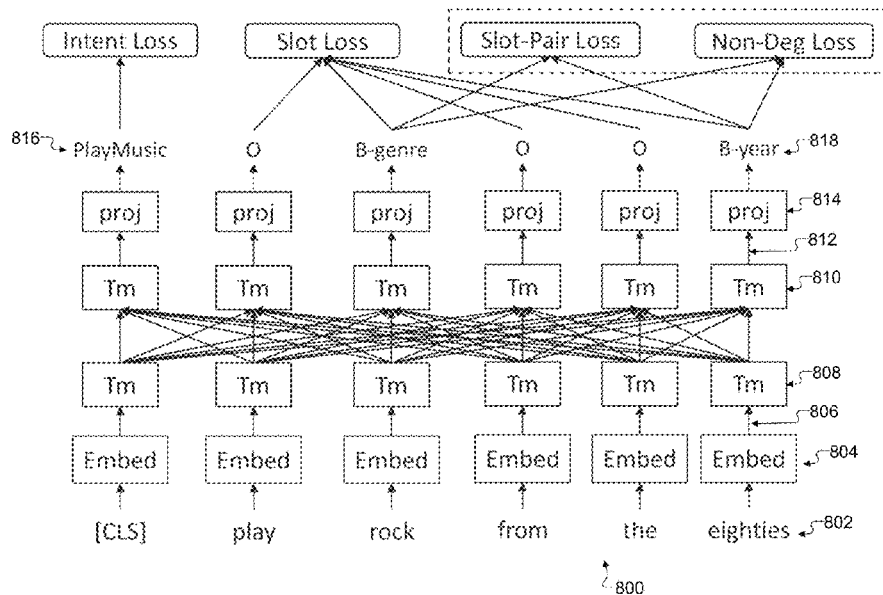 Intent Loss Slot Loss Slot-Pair Loss Non-Deg Loss
816 PlayMusic O B-genre O O B-year 818
proj proj proj proj proj proj 814
812
Tm Tm Tm Tm Tm Tm 810
Tm Tm Tm Tm Tm Tm 808
806
Embed Embed Embed Embed Embed Embed 804
[CLS] play rock from the eighties 802
800